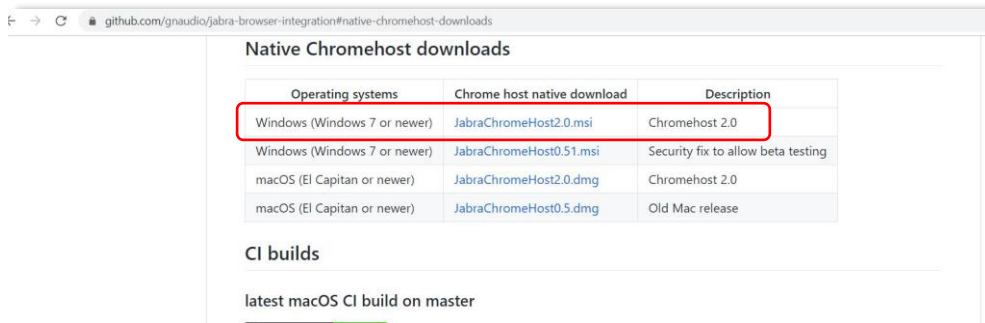 github.com/gnaudio/jabra-browser-integration#native-chromehost-downloads
Native Chromehost downloads
Operating systems Chrome host native download Description
Windows (Windows 7 or newer) JabraChromeHost2.0.msi Chromehost 2.0
Windows (Windows 7 or newer) JabraChromeHost0.51.msi Security fix to allow beta testing
macOS (El Capitan or newer) JabraChromeHost2.0.dmg Chromehost 2.0
macOS (El Capitan or newer) JabraChromeHost0.5.dmg Old Mac release
CI builds
latest macOS CI build on master